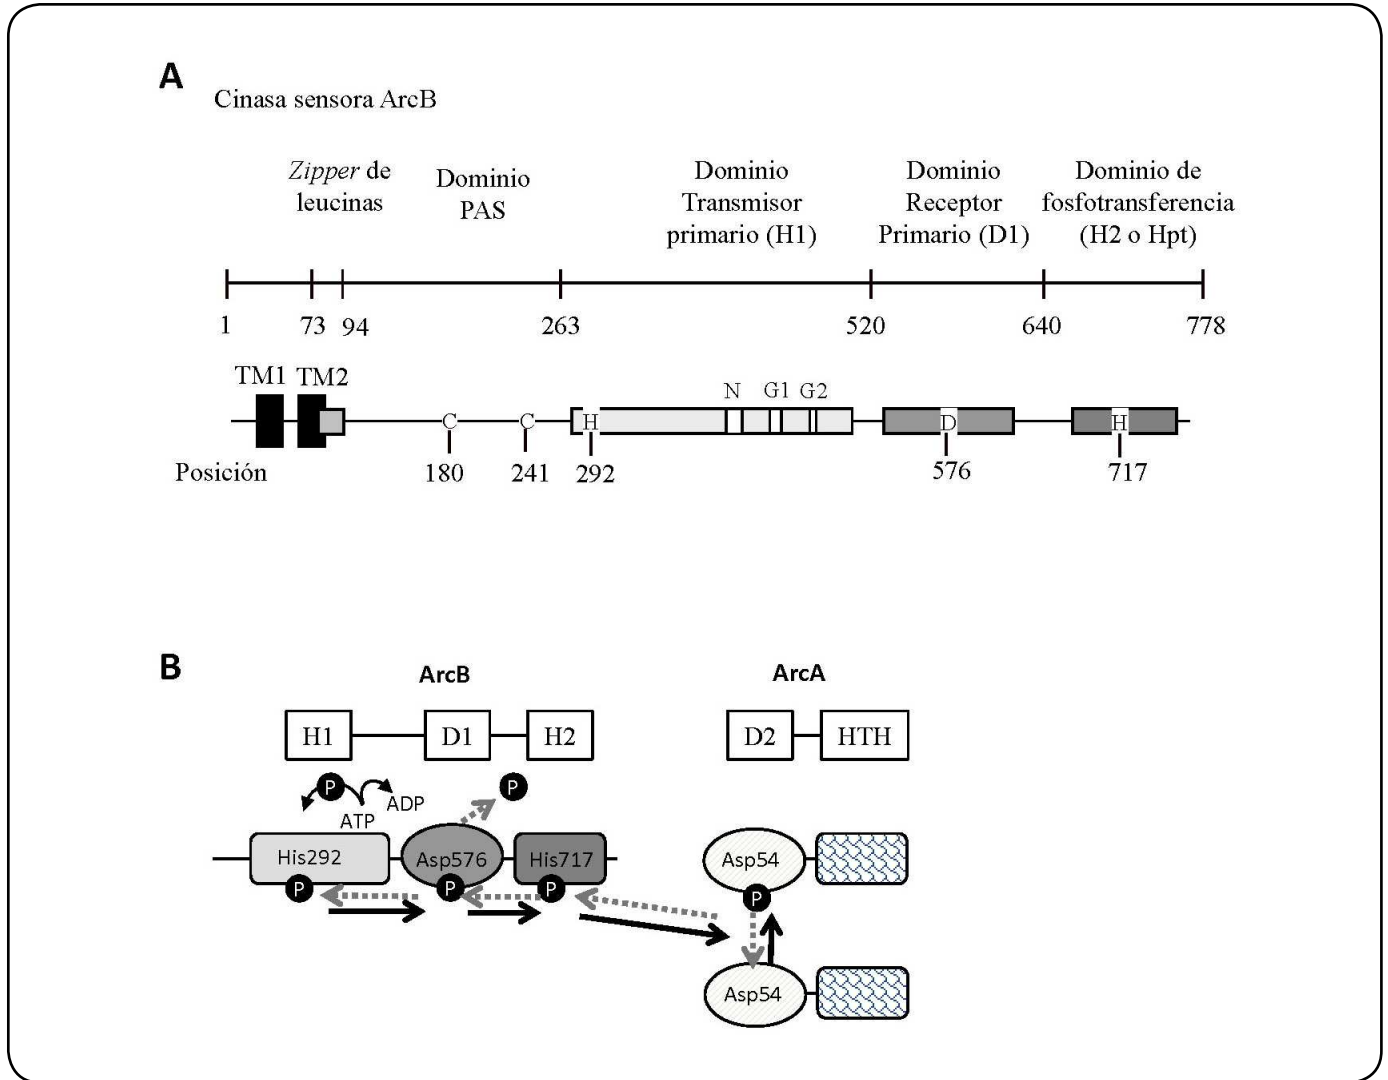 A
Cinasa sensora ArcB
Zipper de
leucinas
Dominio
PAS
Dominio
Transmisor
primario (H1)
Dominio
Receptor
Primario (D1)
Dominio de
fosfotransferencia
(H2 o Hpt)
1 73 94 263 520 640 778
TM1 TM2
N G1 G2
C C H D H
Posición 180 241 292 576 717
B
ArcB
ArcA
H1 D1 H2 D2 HTH
P P
ADP
ATP
His292 Asp576 His717 Asp54
P P P P
Asp54